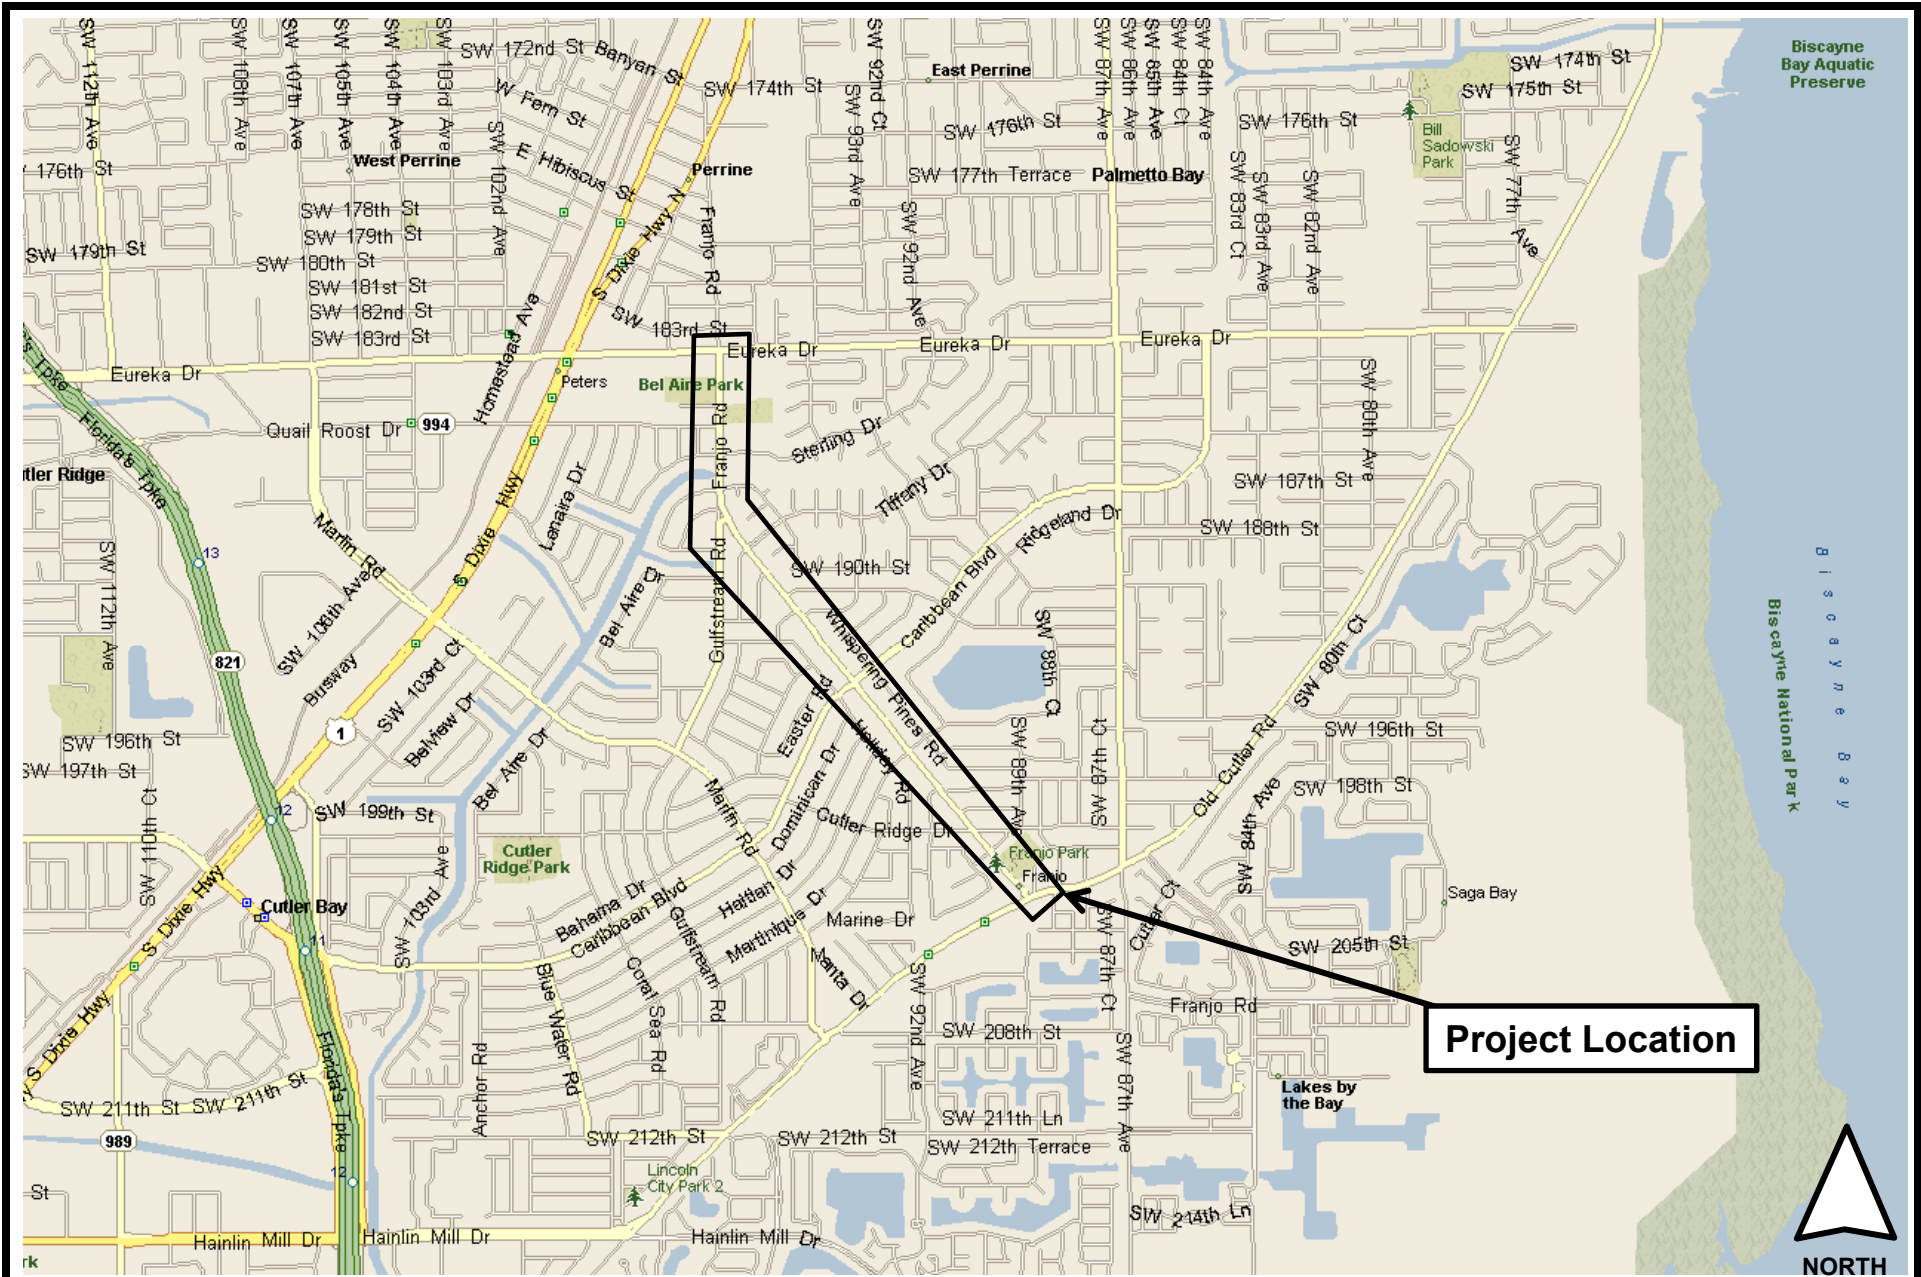 SW 112th Ave
SW 108th Ave
SW 107th Ave
SW 105th Ave
SW 104th Ave
SW 103rd Ave
SW 172nd St
Banyan St
SW 174th St
SW 92nd Ct
East Perrine
SW 87th Ave
SW 86th Ave
SW 85th Ave
SW 84th Ct
SW 84th Ave
SW 174th St
SW 175th St
Biscayne
Bay Aquatic
Preserve
W Fern St
SW 93rd Ave
SW 176th St
SW 176th St
Bill
Sadowski
Park
SW 77th Ave
176th St
West Perrine
SW 102nd Ave
E Hibiscus St
Perrine
SW 177th Terrace
Palmetto Bay
SW 83rd Ct
SW 83rd Ave
SW 82nd Ave
SW 178th St
SW 179th St
SW 179th St
SW 180th St
SW 181st St
SW 182nd St
SW 183rd St
Franjo Rd
SW 92nd Ave
S Dixie Hwy N
Homestead Ave
SW 183rd St
Eureka Dr
Eureka Dr
Eureka Dr
Eureka Dr
Peters
Bel Aire Park
SW 80th Ave
's Tpke
Florida's Tpke
Quail Roost Dr
994
Franjo Rd
Sterling Dr
Tiffany Dr
tler Ridge
Dixie Hwy
Lenaire Dr
SW 187th St
SW 188th St
Ridgeland Dr
Marlin Rd
13
SW 112th Ave
SW 106th Ave
S
Gulfstream Rd
SW 190th St
Caribbean Blvd
Bel Aire Dr
Whispering Pines Rd
SW 88th Ct
SW 80th Ct
Biscayne Bay
Biscayne National Park
821
Busway
SW 103rd Ct
Belview Dr
1
Easter Rd
Holiday Rd
SW 89th Ave
SW 87th Ct
Old Cutler Rd
SW 196th St
SW 196th St
SW 197th St
Bel Aire Dr
Marlin Rd
Dominican Dr
SW 84th Ave
SWS
SW 198th St
SW 110th Ct
12
SW 199th St
Cutler Ridge Dr
Cutler
Ridge Park
Franjo Park
Franjo
S Dixie Hwy
Cutler Bay
SW 103rd Ave
Bahama Dr
Caribbean Blvd
Haitian Dr
Martinique Dr
Gulfstream Rd
Marine Dr
Manta Dr
Cutler Ct
Saga Bay
11
SW 205th St
SW 87th Ct
Blue Water Rd
Coral Sea Rd
SW 92nd Ave
Franjo Rd
Project Location
S Dixie Hwy
Florida's Tpke
Anchor Rd
SW 208th St
SW 87th Ave
Lakes by
the Bay
SW 211th St
SW 211th St
SW 211th Ln
989
SW 212th St
SW 212th St
SW 212th Terrace
12
Lincoln
City Park 2
St
SW 214th Ln
Hainlin Mill Dr
Hainlin Mill Dr
Hainlin Mill Dr
rk
NORTH